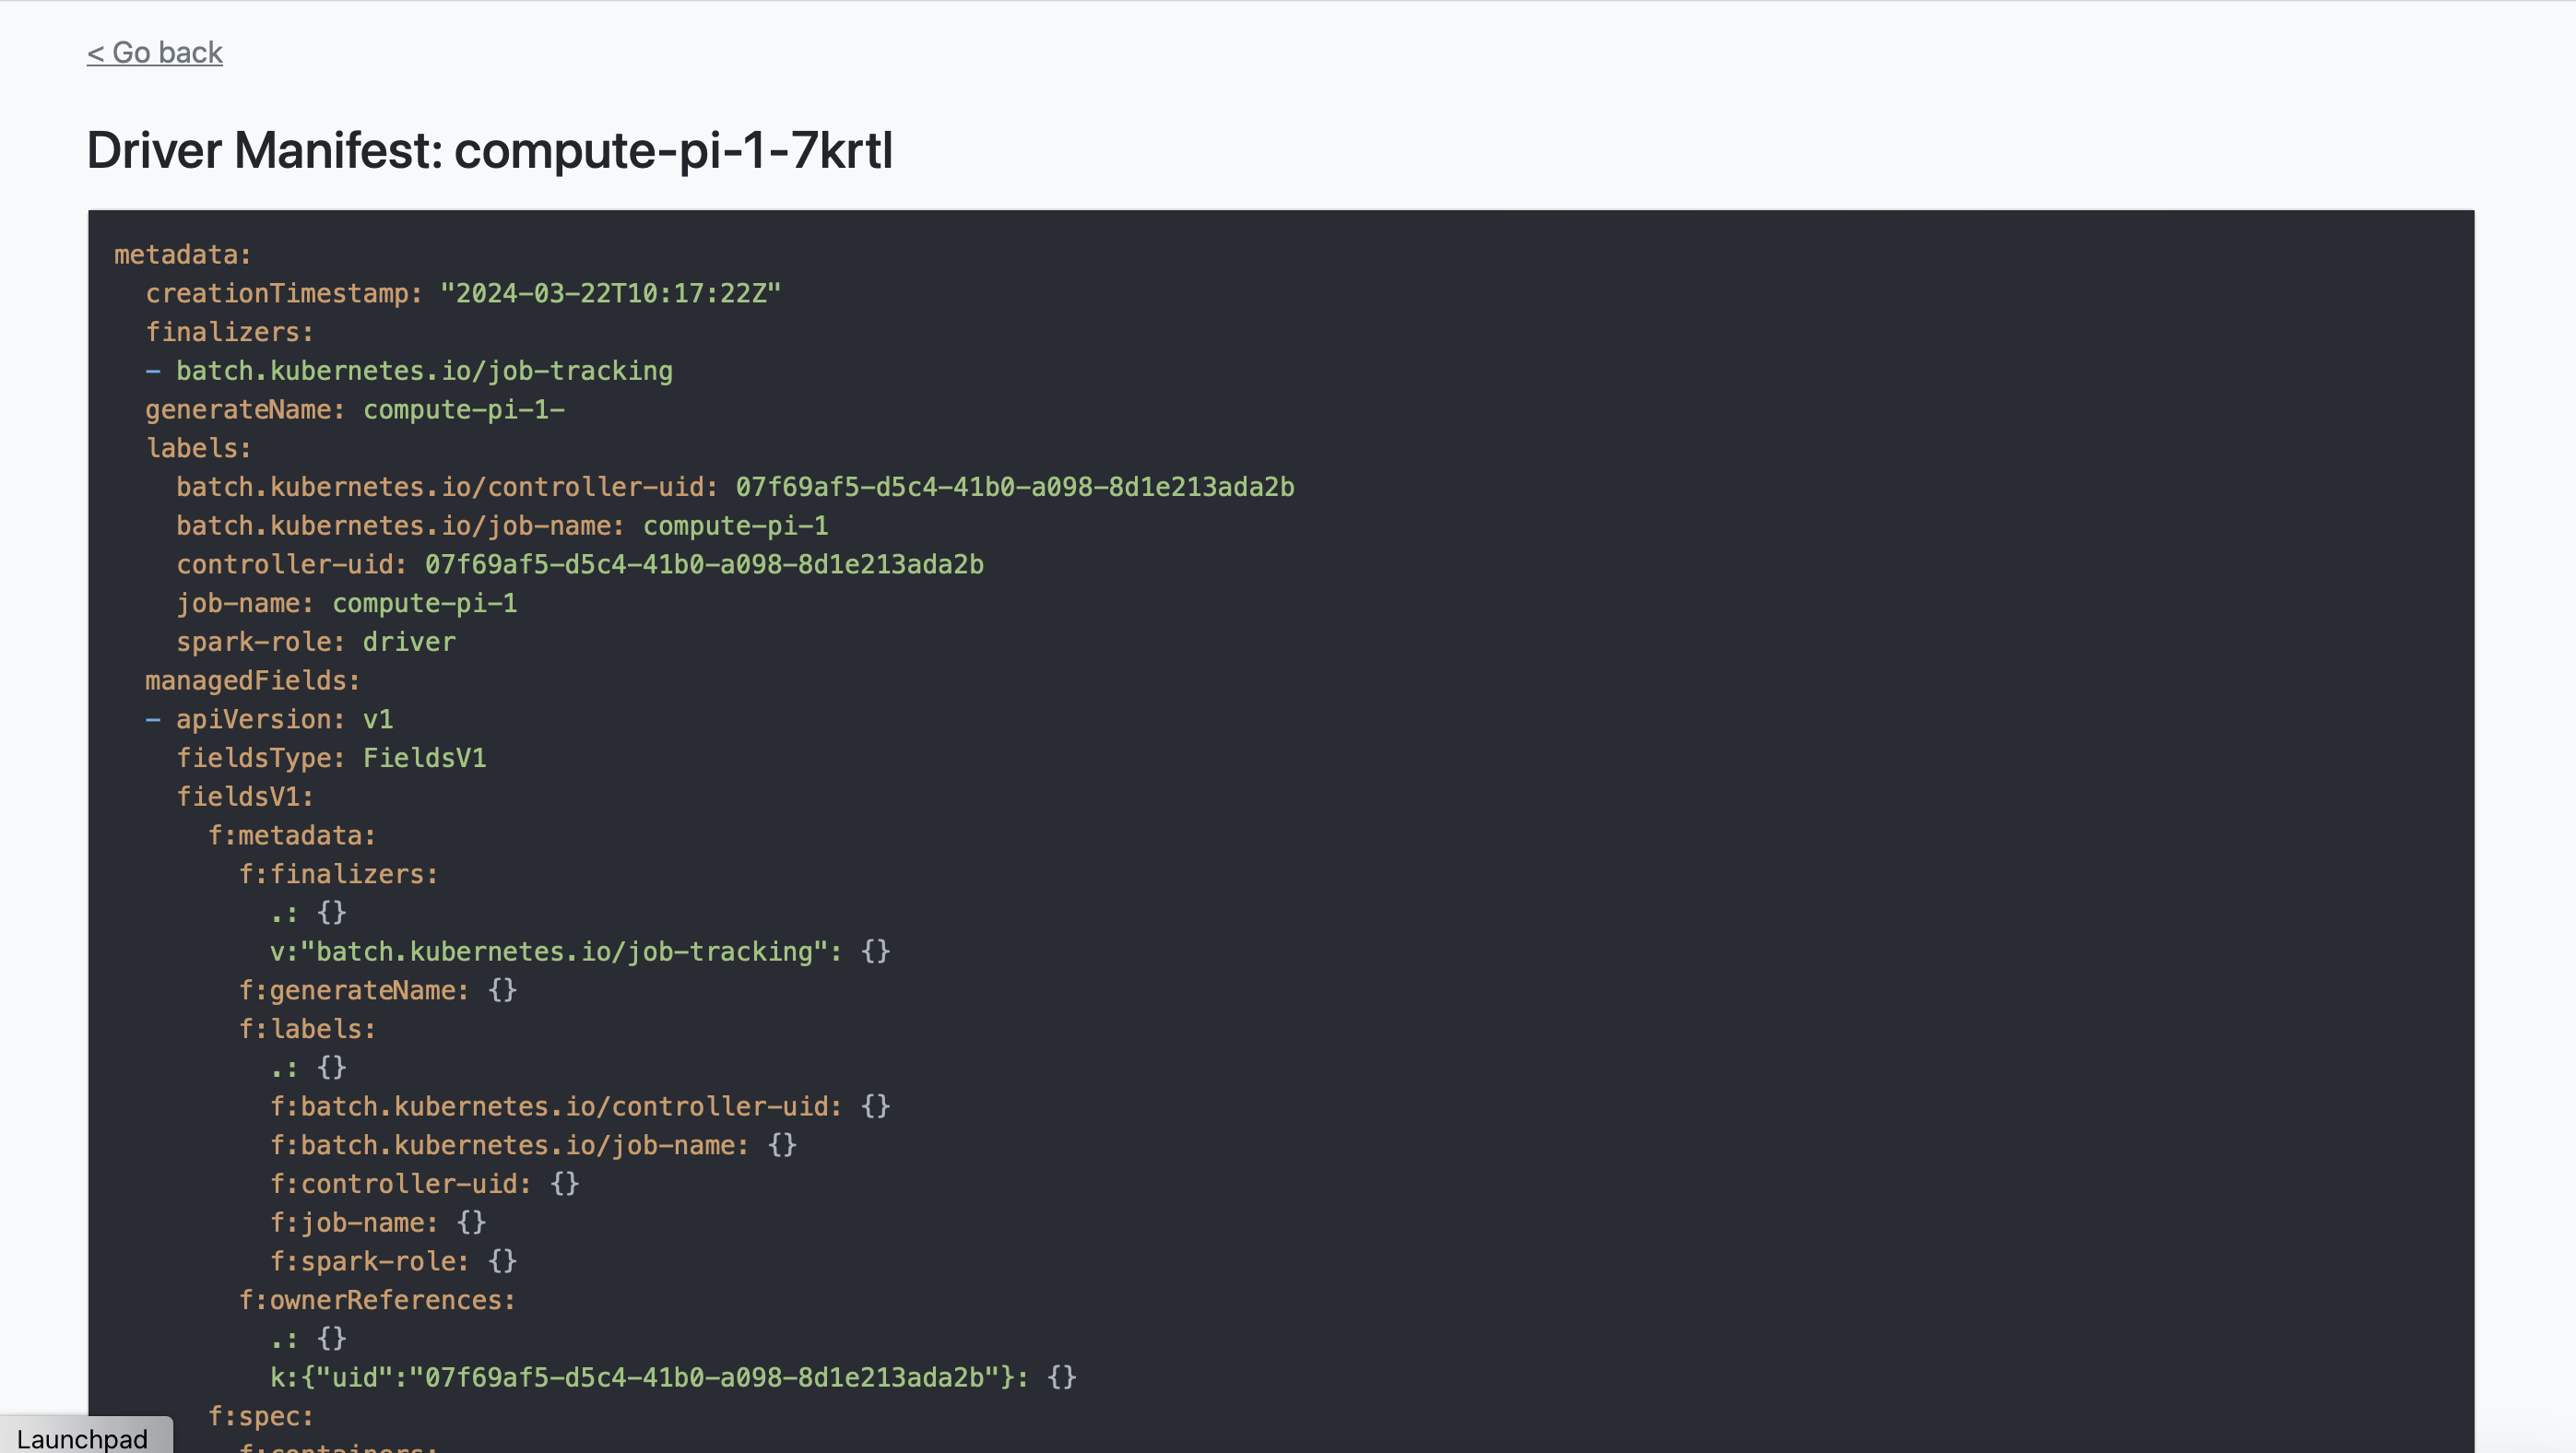 < Go back
Driver Manifest: compute-pi-1-7krtl
metadata:
  creationTimestamp: "2024-03-22T10:17:22Z"
  finalizers:
  - batch.kubernetes.io/job-tracking
  generateName: compute-pi-1-
  labels:
    batch.kubernetes.io/controller-uid: 07f69af5-d5c4-41b0-a098-8d1e213ada2b
    batch.kubernetes.io/job-name: compute-pi-1
    controller-uid: 07f69af5-d5c4-41b0-a098-8d1e213ada2b
    job-name: compute-pi-1
    spark-role: driver
  managedFields:
  - apiVersion: v1
    fieldsType: FieldsV1
    fieldsV1:
      f:metadata:
        f:finalizers:
          .: {}
          v:"batch.kubernetes.io/job-tracking": {}
        f:generateName: {}
        f:labels:
          .: {}
          f:batch.kubernetes.io/controller-uid: {}
          f:batch.kubernetes.io/job-name: {}
          f:controller-uid: {}
          f:job-name: {}
          f:spark-role: {}
        f:ownerReferences:
          .: {}
          k:{"uid":"07f69af5-d5c4-41b0-a098-8d1e213ada2b"}: {}
      f:spec:
        f:containers:
Launchpad